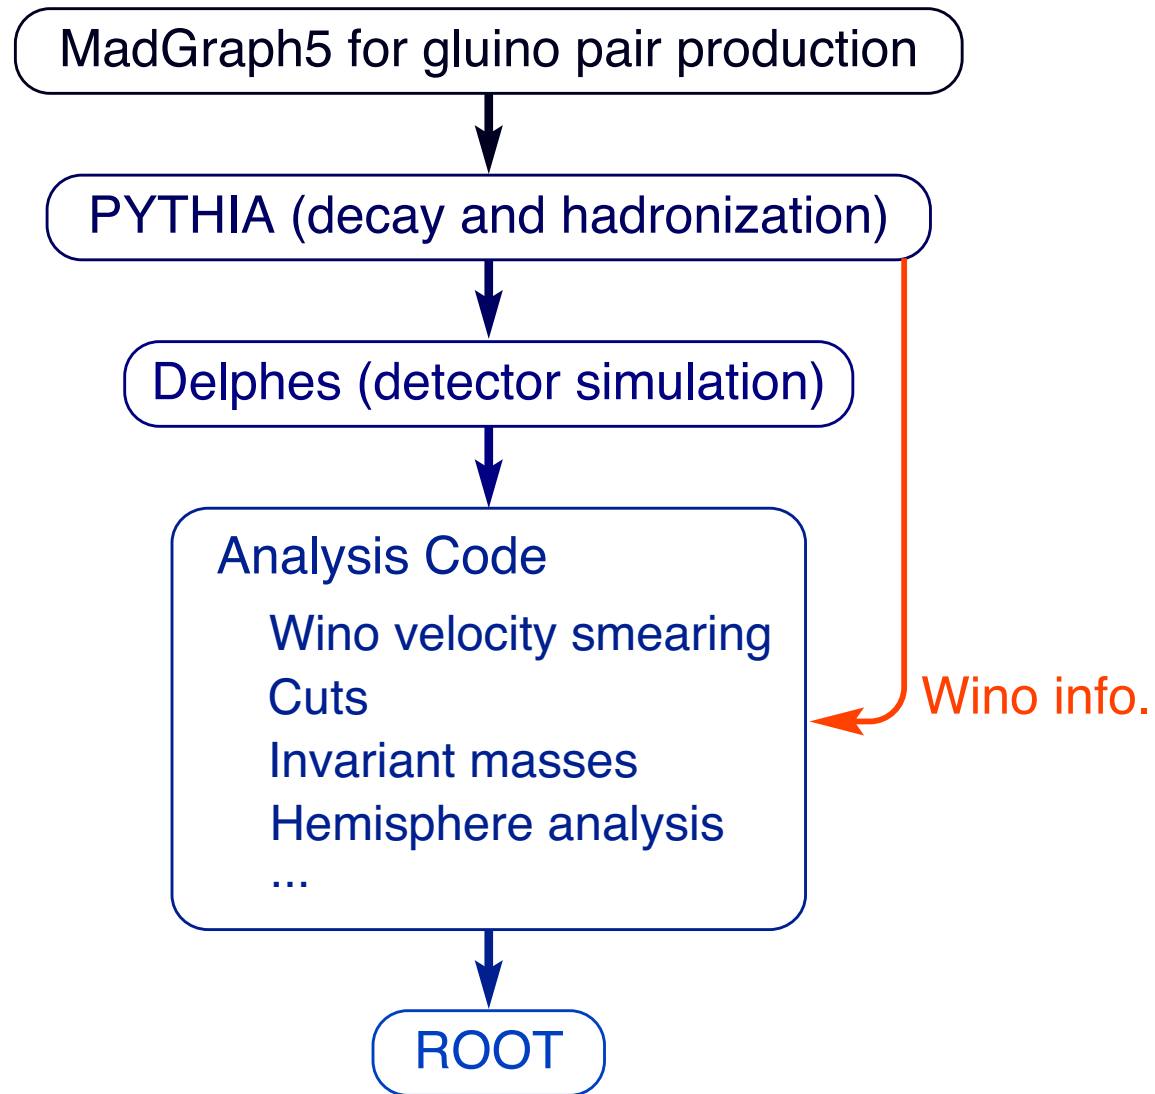 MadGraph5 for gluino pair production
PYTHIA (decay and hadronization)
Delphes (detector simulation)
Analysis Code
Wino velocity smearing
Cuts
Invariant masses
Hemisphere analysis
...
Wino info.
ROOT